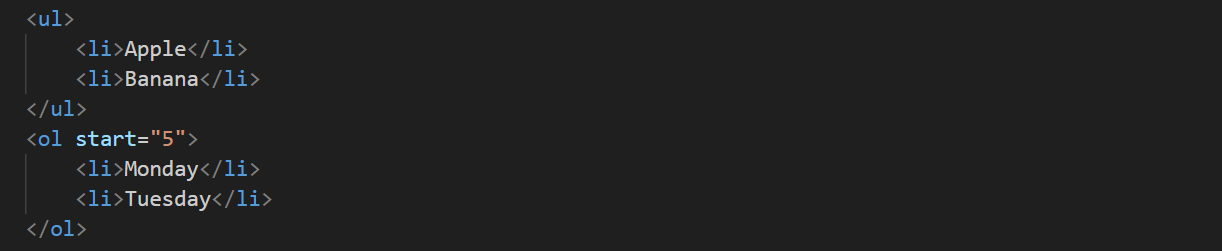 <ul>
    <li>Apple</li>
    <li>Banana</li>
</ul>
<ol start="5">
    <li>Monday</li>
    <li>Tuesday</li>
</ol>